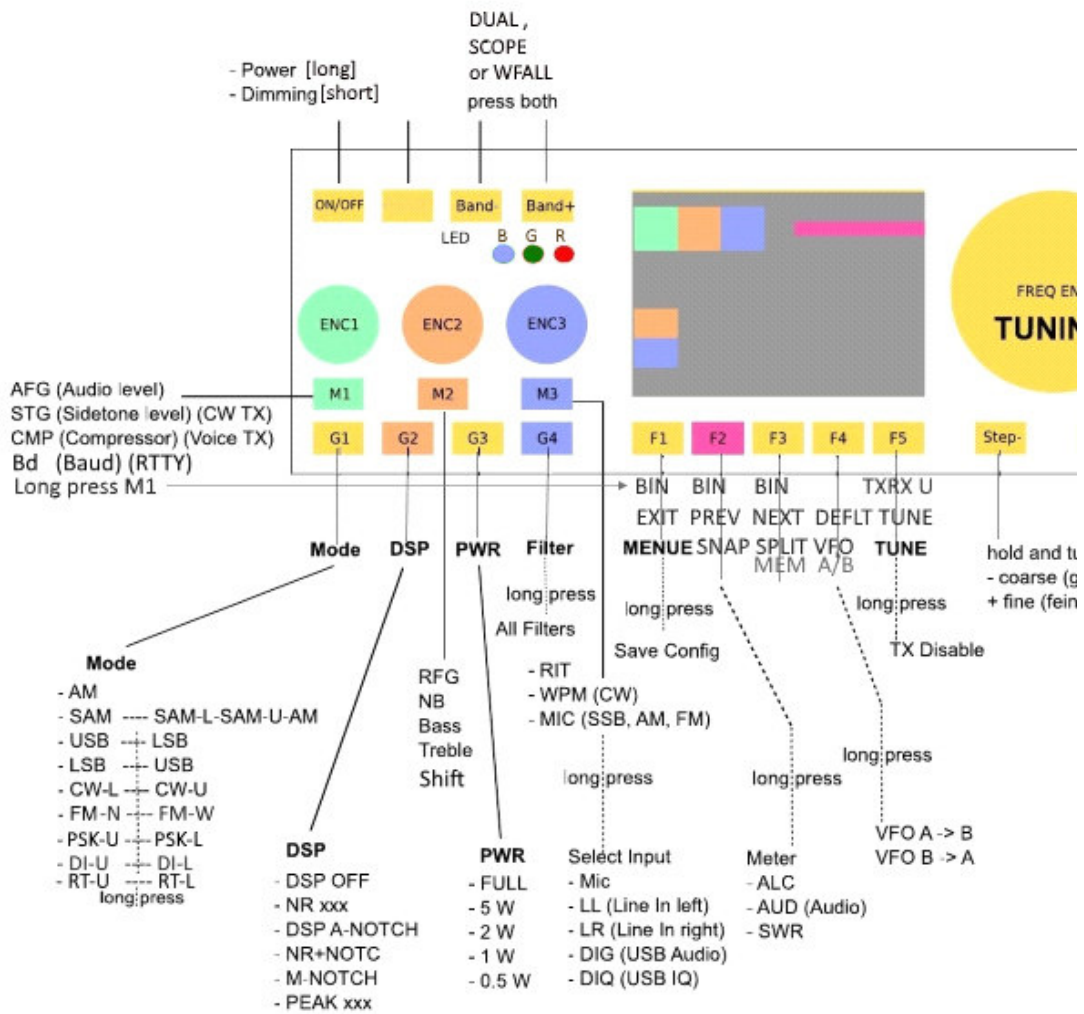 DUAL ,
SCOPE
or WFALL
press both
- Power [long]
- Dimming[short]
ON/OFF
Band-
Band+
LED
B G R
ENC1
ENC2
ENC3
FREQ EN
TUNIN
AFG (Audio level)
STG (Sidetone level) (CW TX)
CMP (Compressor) (Voice TX)
Bd (Baud) (RTTY)
Long press M1
M1
M2
M3
G1
G2
G3
G4
F1
F2
F3
F4
F5
Step-
BIN BIN BIN TXRX U
EXIT PREV NEXT DEFLT TUNE
MENUE SNAP SPLIT VFO TUNE
MEM A/B
Mode
DSP
PWR
Filter
long press
All Filters
long press
Save Config
long press
TX Disable
hold and tu
- coarse (g
+ fine (fein
Mode
- AM
- SAM ---- SAM-L-SAM-U-AM
- USB ---- LSB
- LSB ---- USB
- CW-L ---- CW-U
- FM-N ---- FM-W
- PSK-U ---- PSK-L
- DI-U ---- DI-L
- RT-U ---- RT-L
long press
RFG
NB
Bass
Treble
Shift
- RIT
- WPM (CW)
- MIC (SSB, AM, FM)
long press
long press
long press
DSP
- DSP OFF
- NR xxx
- DSP A-NOTCH
- NR+NOTC
- M-NOTCH
- PEAK xxx
PWR
- FULL
- 5 W
- 2 W
- 1 W
- 0.5 W
Select Input
- Mic
- LL (Line In left)
- LR (Line In right)
- DIG (USB Audio)
- DIQ (USB IQ)
Meter
- ALC
- AUD (Audio)
- SWR
VFO A -> B
VFO B -> A